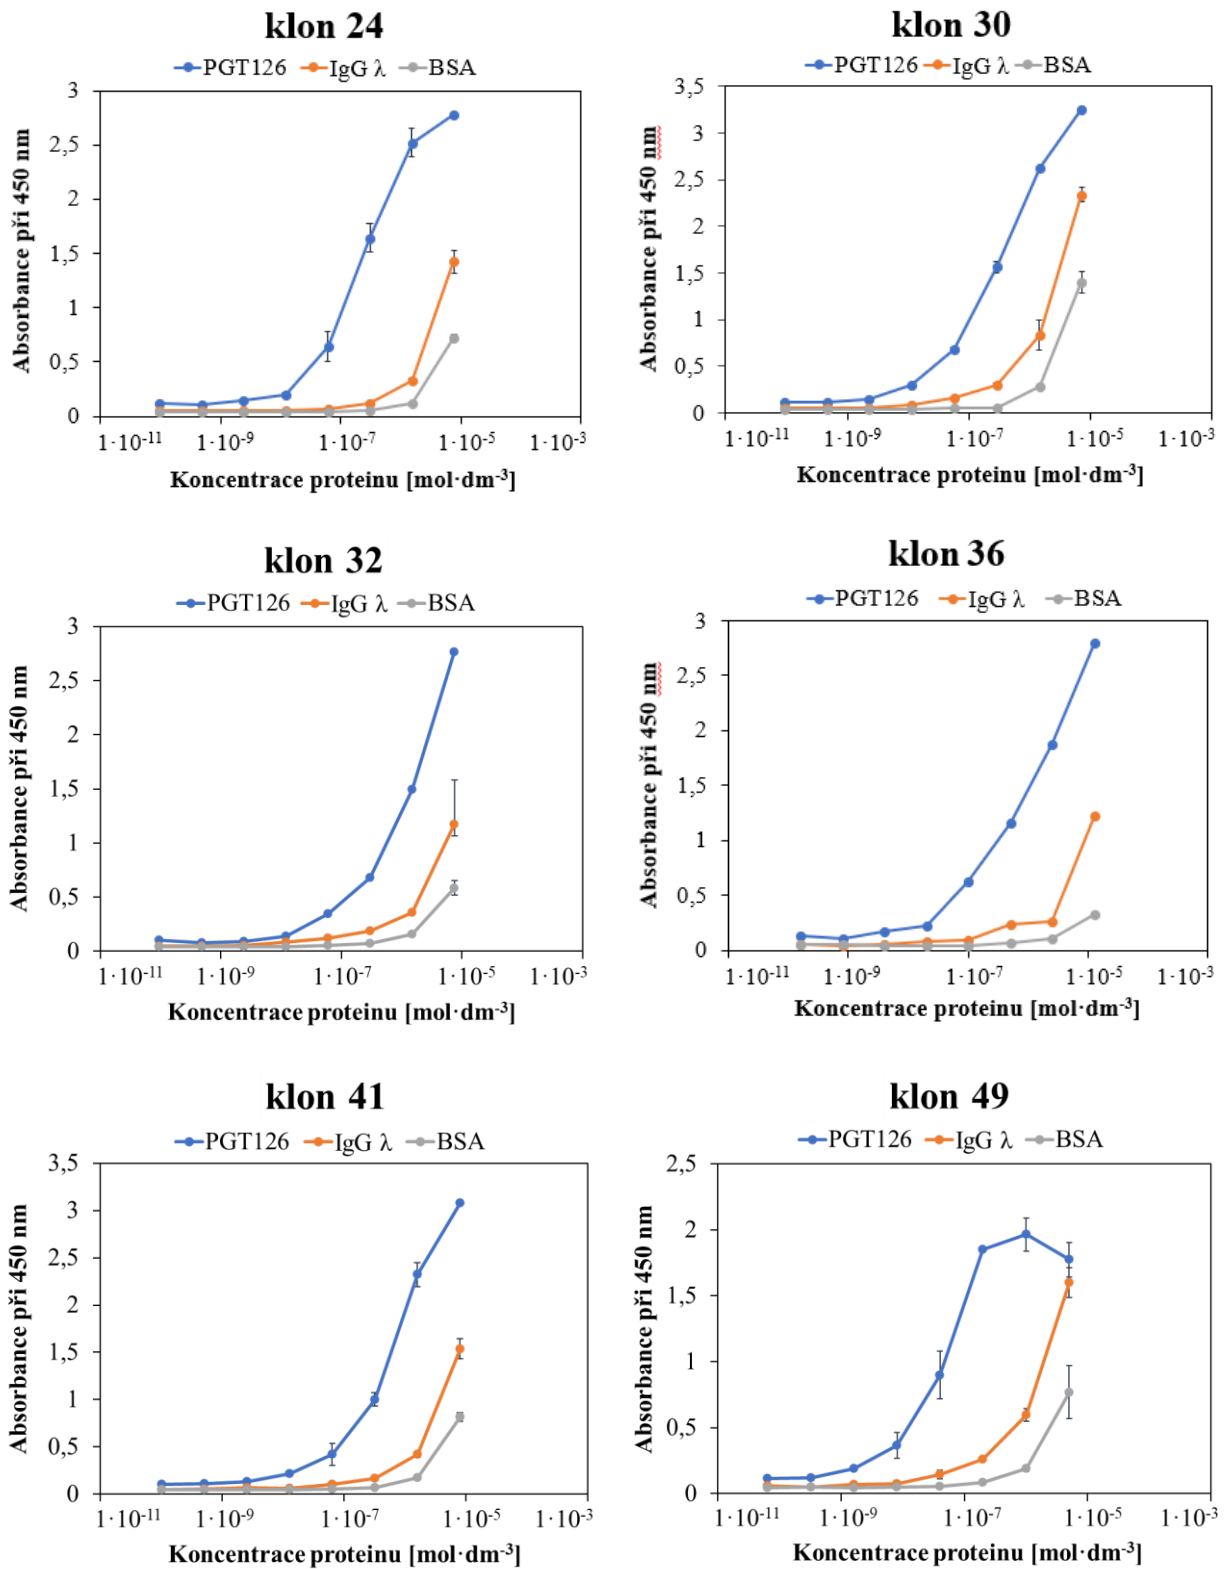 klon 24
PGT126 IgG λ BSA
3
2,5
2
1,5
1
0,5
0
Absorbance při 450 nm
1·10-11 1·10-9 1·10-7 1·10-5 1·10-3
Koncentrace proteinu [mol·dm-3]
klon 30
PGT126 IgG λ BSA
3,5
3
2,5
2
1,5
1
0,5
0
Absorbance při 450 nm
1·10-11 1·10-9 1·10-7 1·10-5 1·10-3
Koncentrace proteinu [mol·dm-3]
klon 32
PGT126 IgG λ BSA
3
2,5
2
1,5
1
0,5
0
Absorbance při 450 nm
1·10-11 1·10-9 1·10-7 1·10-5 1·10-3
Koncentrace proteinu [mol·dm-3]
klon 36
PGT126 IgG λ BSA
3
2,5
2
1,5
1
0,5
0
Absorbance při 450 nm
1·10-11 1·10-9 1·10-7 1·10-5 1·10-3
Koncentrace proteinu [mol·dm-3]
klon 41
PGT126 IgG λ BSA
3,5
3
2,5
2
1,5
1
0,5
0
Absorbance při 450 nm
1·10-11 1·10-9 1·10-7 1·10-5 1·10-3
Koncentrace proteinu [mol·dm-3]
klon 49
PGT126 IgG λ BSA
2,5
2
1,5
1
0,5
0
Absorbance při 450 nm
1·10-11 1·10-9 1·10-7 1·10-5 1·10-3
Koncentrace proteinu [mol·dm-3]